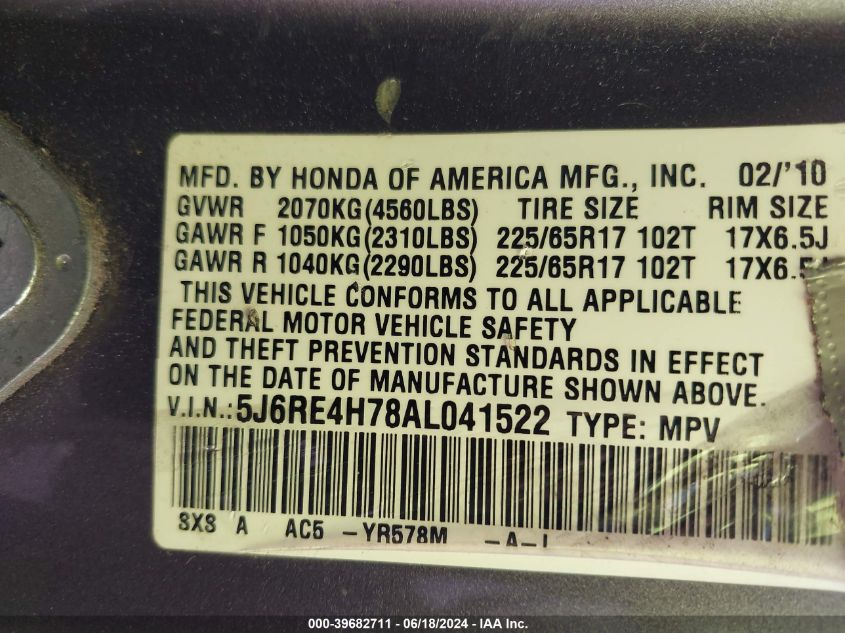 MFD. BY HONDA OF AMERICA MFG., INC. 02/'10
GVWR 2070KG(4560LBS) TIRE SIZE RIM SIZE
GAWR F 1050KG(2310LBS) 225/65R17 102T 17X6.5J
GAWR R 1040KG(2290LBS) 225/65R17 102T 17X6.5J
THIS VEHICLE CONFORMS TO ALL APPLICABLE
FEDERAL MOTOR VEHICLE SAFETY
AND THEFT PREVENTION STANDARDS IN EFFECT
ON THE DATE OF MANUFACTURE SHOWN ABOVE.
V.I.N.: 5J6RE4H78AL041522 TYPE: MPV
SXS A AC5 -YR578M -A-I
000-39682711 - 06/18/2024 - IAA Inc.